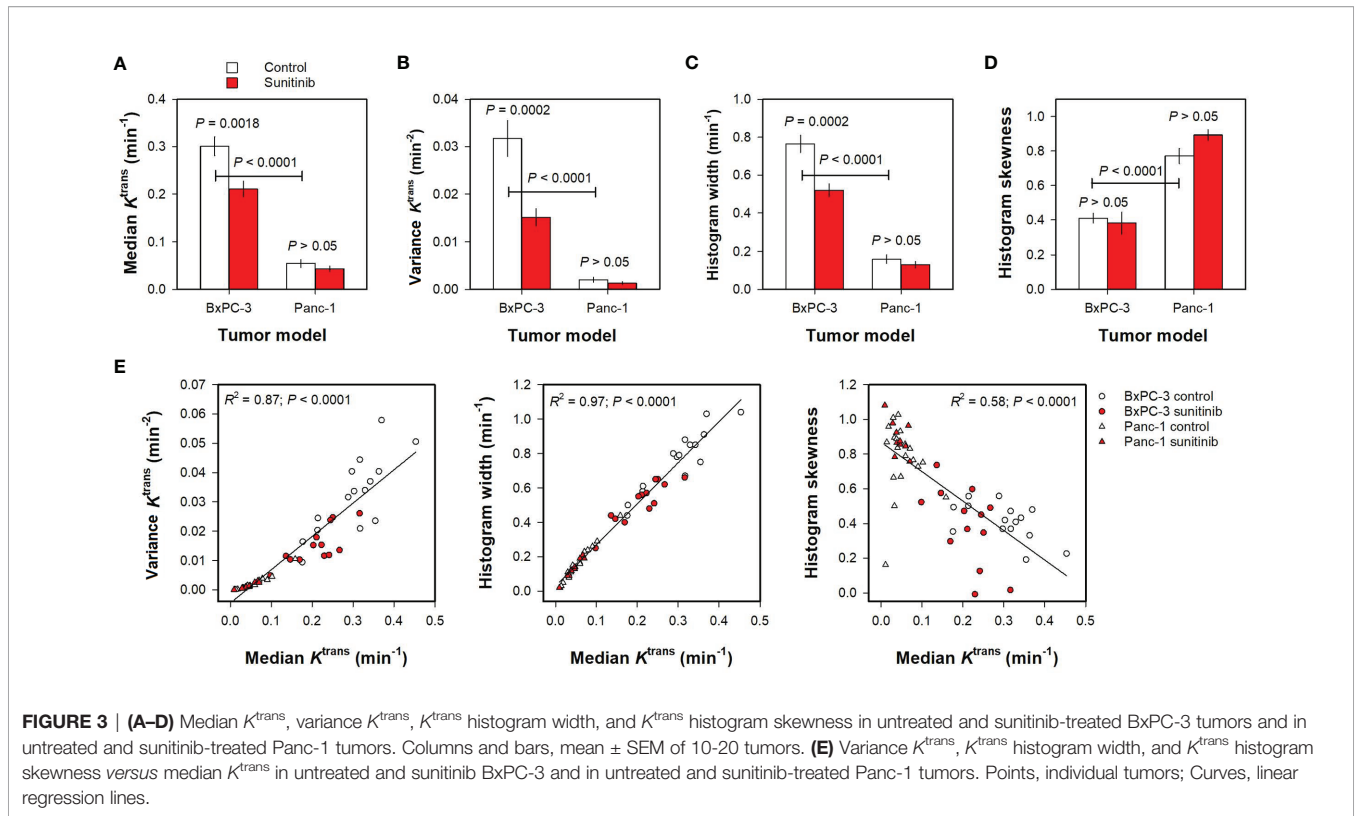 A
B
C
D
Control
Sunitinib
Median Kᵗʳᵃⁿˢ (min⁻¹)
0.4
0.3
0.2
0.1
0.0
P = 0.0018
P < 0.0001
P > 0.05
BxPC-3
Panc-1
Tumor model
Variance Kᵗʳᵃⁿˢ (min⁻²)
0.04
0.03
0.02
0.01
0.00
P = 0.0002
P < 0.0001
P > 0.05
BxPC-3
Panc-1
Tumor model
Histogram width (min⁻¹)
1.0
0.8
0.6
0.4
0.2
0.0
P = 0.0002
P < 0.0001
P > 0.05
BxPC-3
Panc-1
Tumor model
Histogram skewness
1.0
0.8
0.6
0.4
0.2
0.0
P > 0.05
P < 0.0001
P > 0.05
BxPC-3
Panc-1
Tumor model
E
Variance Kᵗʳᵃⁿˢ (min⁻²)
0.07
0.06
0.05
0.04
0.03
0.02
0.01
0.00
R² = 0.87; P < 0.0001
0.0 0.1 0.2 0.3 0.4 0.5
Median Kᵗʳᵃⁿˢ (min⁻¹)
Histogram width (min⁻¹)
1.2
1.0
0.8
0.6
0.4
0.2
0.0
R² = 0.97; P < 0.0001
0.0 0.1 0.2 0.3 0.4 0.5
Median Kᵗʳᵃⁿˢ (min⁻¹)
Histogram skewness
1.2
1.0
0.8
0.6
0.4
0.2
0.0
R² = 0.58; P < 0.0001
0.0 0.1 0.2 0.3 0.4 0.5
Median Kᵗʳᵃⁿˢ (min⁻¹)
BxPC-3 control
BxPC-3 sunitinib
Panc-1 control
Panc-1 sunitinib
FIGURE 3 | (A–D) Median Kᵗʳᵃⁿˢ, variance Kᵗʳᵃⁿˢ, Kᵗʳᵃⁿˢ histogram width, and Kᵗʳᵃⁿˢ histogram skewness in untreated and sunitinib-treated BxPC-3 tumors and in
untreated and sunitinib-treated Panc-1 tumors. Columns and bars, mean ± SEM of 10-20 tumors. (E) Variance Kᵗʳᵃⁿˢ, Kᵗʳᵃⁿˢ histogram width, and Kᵗʳᵃⁿˢ histogram
skewness versus median Kᵗʳᵃⁿˢ in untreated and sunitinib BxPC-3 and in untreated and sunitinib-treated Panc-1 tumors. Points, individual tumors; Curves, linear
regression lines.